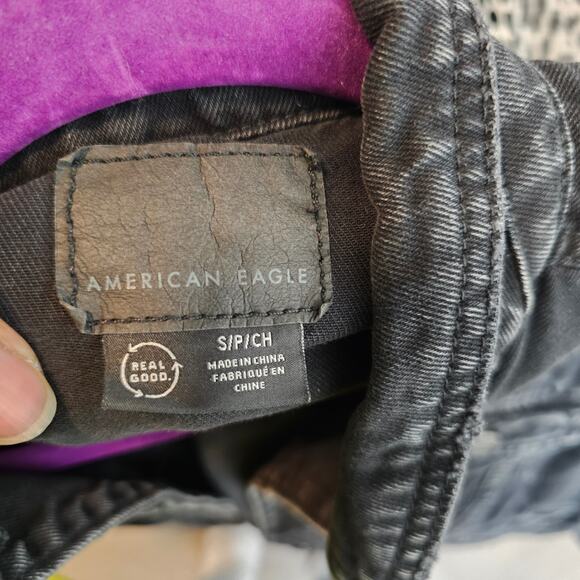 AMERICAN EAGLE
REAL
GOOD.
S/P/CH
MADE IN CHINA
FABRIQUÉ EN
CHINE